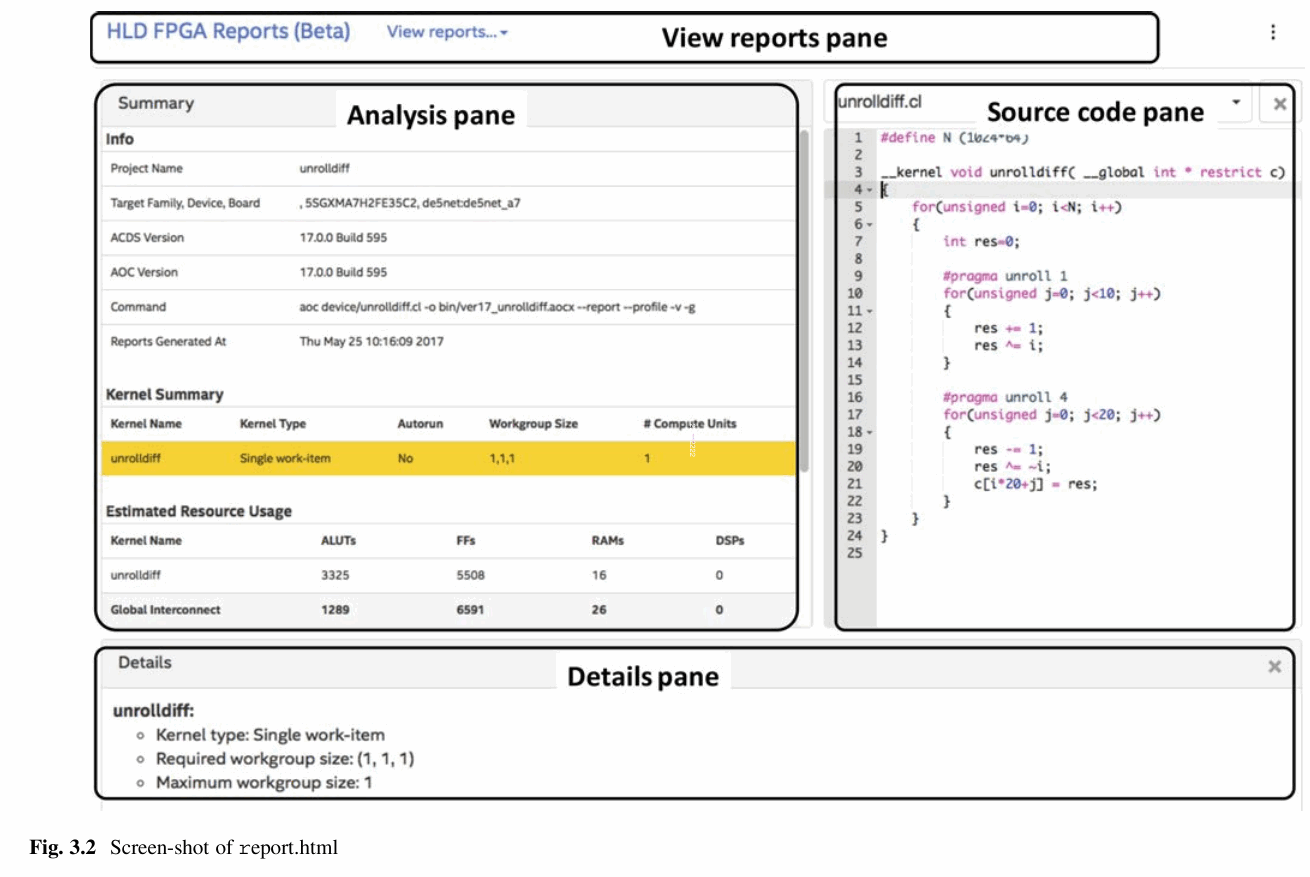 HLD FPGA Reports (Beta) View reports... View reports pane
Summary
Analysis pane
Info
Project Name unrolldiff
Target Family, Device, Board , 5SGXMA7H2FE35C2, de5net:de5net_a7
ACDS Version 17.0.0 Build 595
AOC Version 17.0.0 Build 595
Command aoc device/unrolldiff.cl -o bin/ver17_unrolldiff.aocx --report --profile -v -g
Reports Generated At Thu May 25 10:16:09 2017
Kernel Summary
Kernel Name Kernel Type Autorun Workgroup Size # Compute Units
unrolldiff Single work-item No 1,1,1 1
Estimated Resource Usage
Kernel Name ALUTs FFs RAMs DSPs
unrolldiff 3325 5508 16 0
Global Interconnect 1289 6591 26 0
unrolldiff.cl
Source code pane
1 #define N (1024*64)
2
3 __kernel void unrolldiff( __global int * restrict c)
4 {
5 for(unsigned i=0; i<N; i++)
6 {
7 int res=0;
8
9 #pragma unroll 1
10 for(unsigned j=0; j<10; j++)
11 {
12 res += 1;
13 res ^= i;
14 }
15
16 #pragma unroll 4
17 for(unsigned j=0; j<20; j++)
18 {
19 res -= 1;
20 res ^= ~i;
21 c[i*20+j] = res;
22 }
23 }
24 }
25
Details
Details pane
unrolldiff:
Kernel type: Single work-item
Required workgroup size: (1, 1, 1)
Maximum workgroup size: 1
Fig. 3.2 Screen-shot of report.html